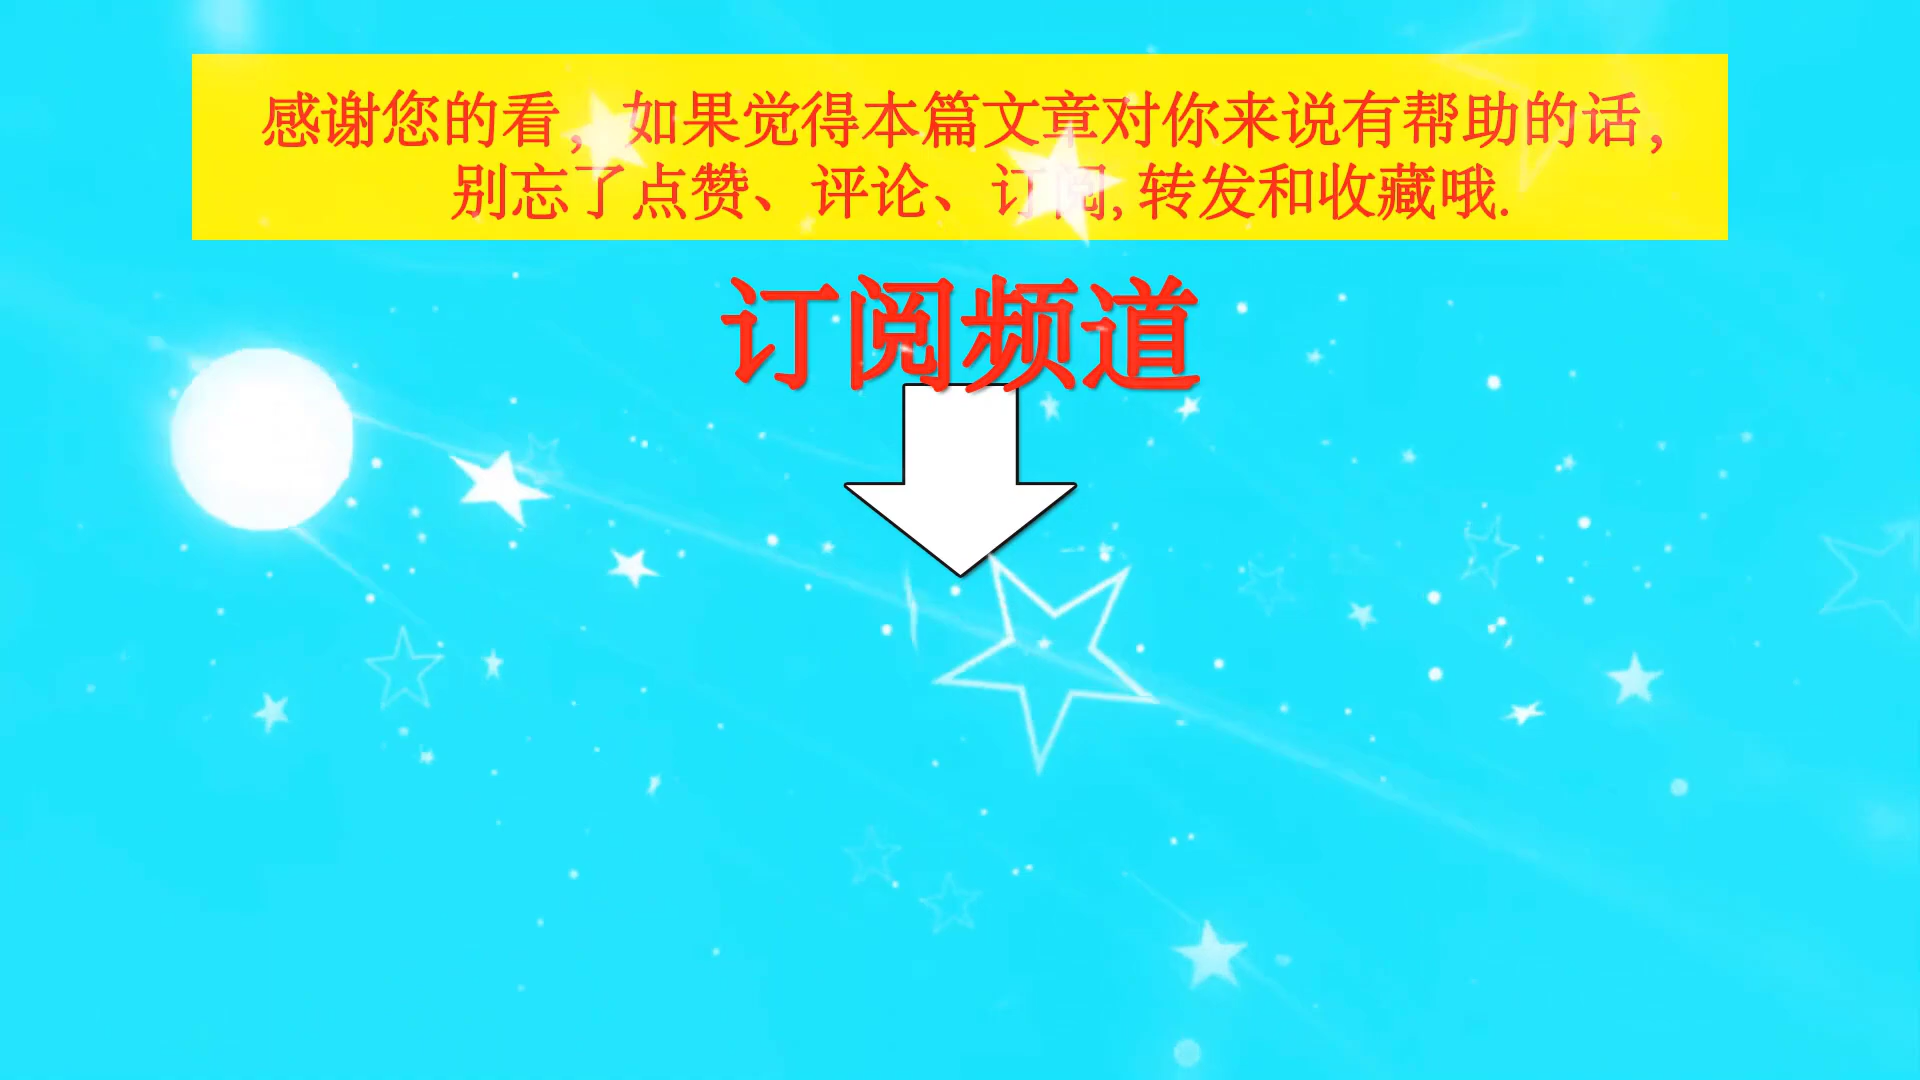 感谢您的看，如果觉得本篇文章对你来说有帮助的话，
别忘了点赞、评论、订阅,转发和收藏哦.
订阅频道